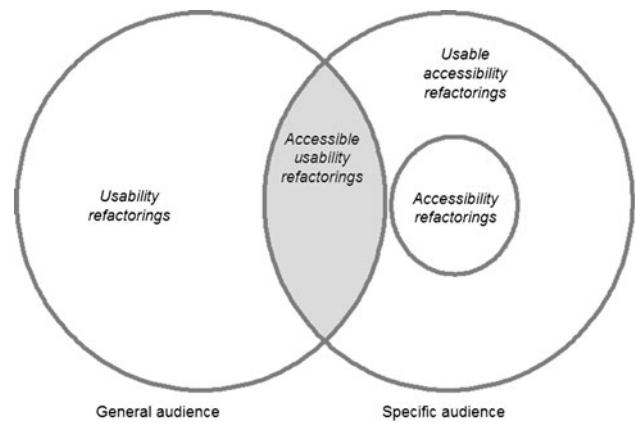 Usable
accessibility
refactorings
Accessible
usability
refactorings
Usability
refactorings
Accessibility
refactorings
General audience
Specific audience